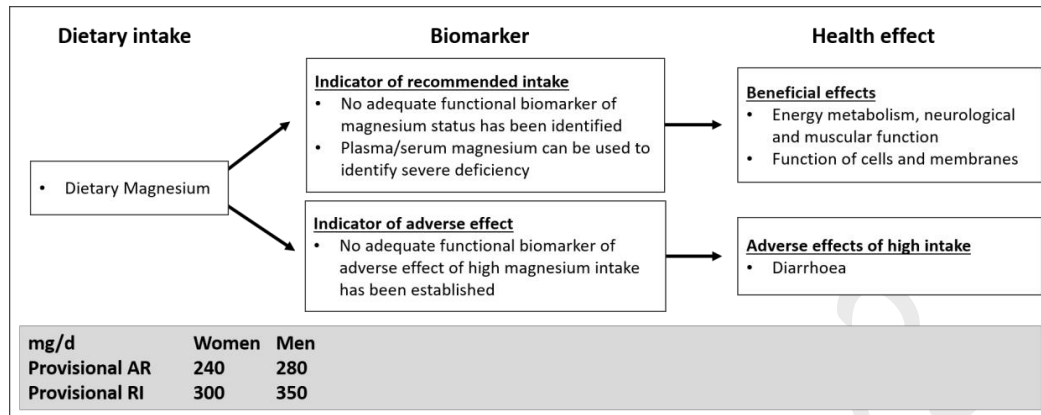 Dietary intake
Biomarker
Health effect
• Dietary Magnesium
Indicator of recommended intake
• No adequate functional biomarker of
magnesium status has been identified
• Plasma/serum magnesium can be used to
identify severe deficiency
Beneficial effects
• Energy metabolism, neurological
and muscular function
• Function of cells and membranes
Indicator of adverse effect
• No adequate functional biomarker of
adverse effect of high magnesium intake
has been established
Adverse effects of high intake
• Diarrhoea
mg/d Women Men
Provisional AR 240 280
Provisional RI 300 350